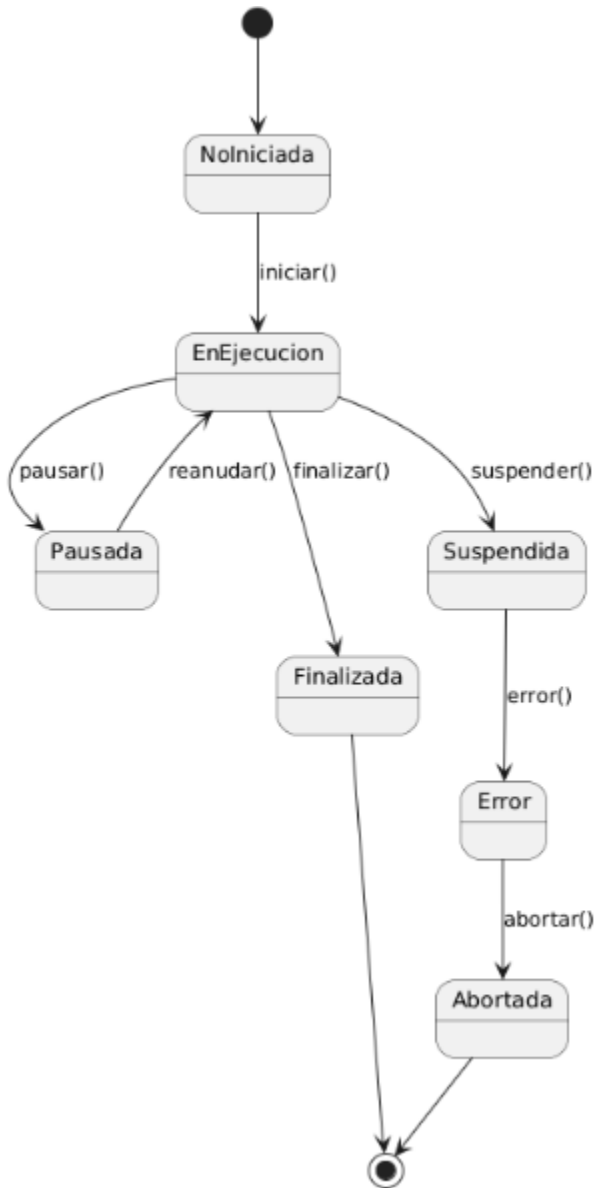 NoIniciada
iniciar()
EnEjecucion
pausar()
reanudar()
finalizar()
suspender()
Pausada
Suspendida
Finalizada
error()
Error
abortar()
Abortada